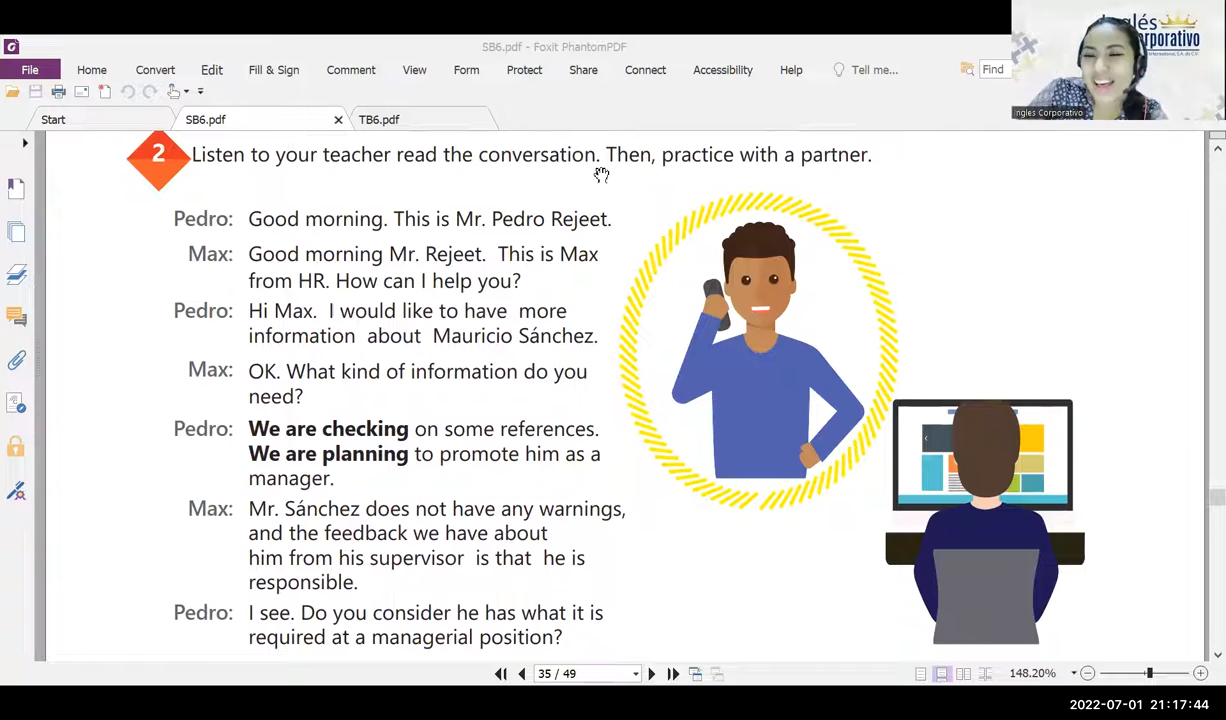 SB6.pdf - Foxit PhantomPDF
File Home Convert Edit Fill & Sign Comment View Form Protect Share Connect Accessibility Help Tell me... Find
Start SB6.pdf TB6.pdf
Inglés
Corporativo
Ingles Corporativo
2 Listen to your teacher read the conversation. Then, practice with a partner.
Pedro: Good morning. This is Mr. Pedro Rejeet.
Max: Good morning Mr. Rejeet. This is Max
from HR. How can I help you?
Pedro: Hi Max. I would like to have more
information about Mauricio Sánchez.
Max: OK. What kind of information do you
need?
Pedro: We are checking on some references.
We are planning to promote him as a
manager.
Max: Mr. Sánchez does not have any warnings,
and the feedback we have about
him from his supervisor is that he is
responsible.
Pedro: I see. Do you consider he has what it is
required at a managerial position?
35 / 49 148.20%
2022-07-01 21:17:44